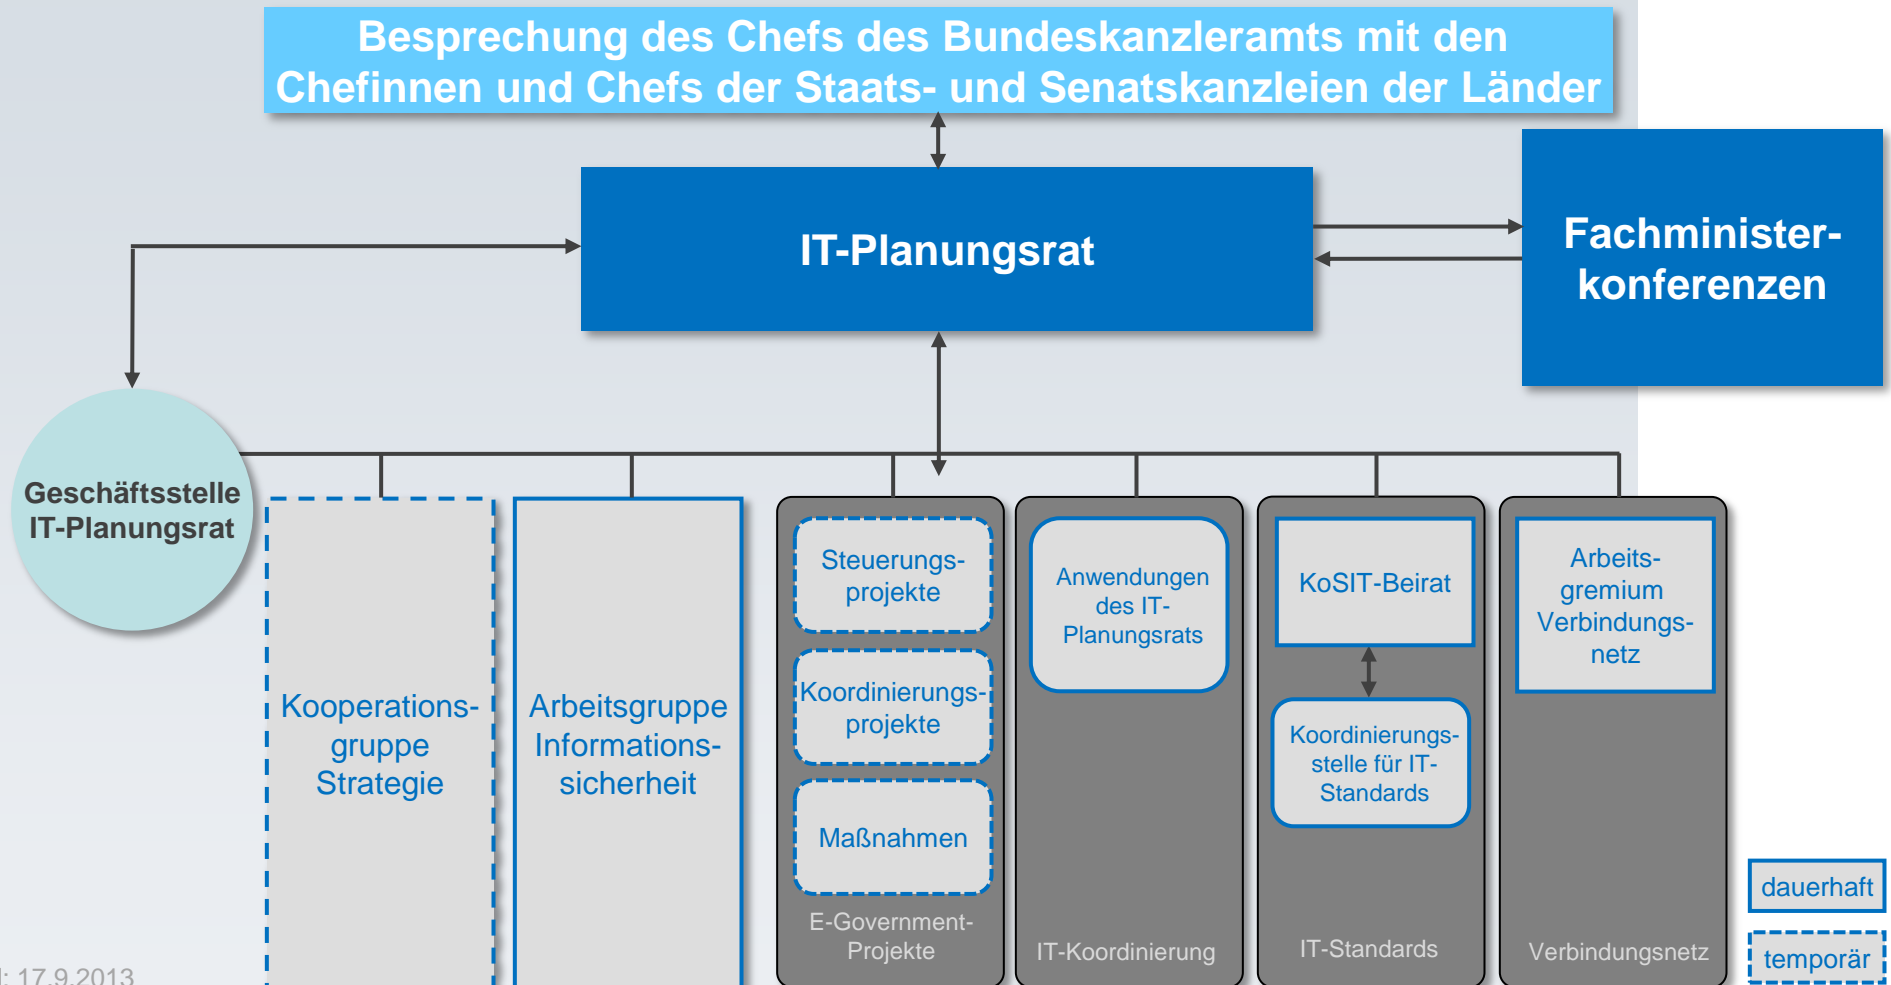 Besprechung des Chefs des Bundeskanzleramts mit den
Chefinnen und Chefs der Staats- und Senatskanzleien der Länder
IT-Planungsrat
Fachminister-
konferenzen
Geschäftsstelle
IT-Planungsrat
Kooperations-
gruppe
Strategie
Arbeitsgruppe
Informations-
sicherheit
Steuerungs-
projekte
Koordinierungs-
projekte
Maßnahmen
E-Government-
Projekte
Anwendungen
des IT-
Planungsrats
IT-Koordinierung
KoSIT-Beirat
Koordinierungs-
stelle für IT-
Standards
IT-Standards
Arbeits-
gremium
Verbindungs-
netz
Verbindungsnetz
dauerhaft
temporär
: 17.9.2013